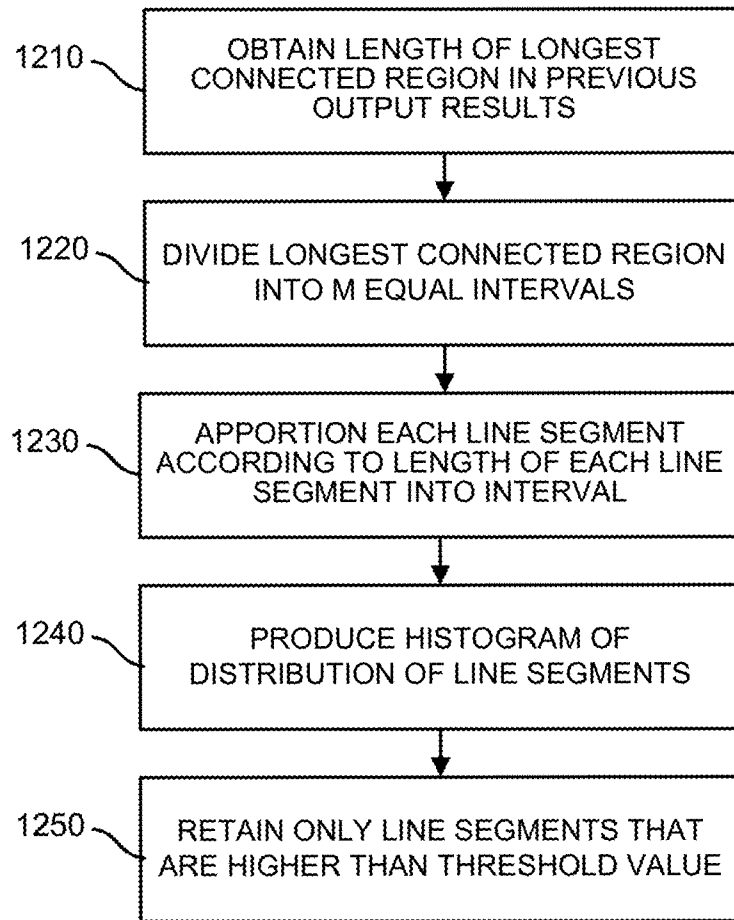 1210
OBTAIN LENGTH OF LONGEST
CONNECTED REGION IN PREVIOUS
OUTPUT RESULTS
1220
DIVIDE LONGEST CONNECTED REGION
INTO M EQUAL INTERVALS
1230
APPORTION EACH LINE SEGMENT
ACCORDING TO LENGTH OF EACH LINE
SEGMENT INTO INTERVAL
1240
PRODUCE HISTOGRAM OF
DISTRIBUTION OF LINE SEGMENTS
1250
RETAIN ONLY LINE SEGMENTS THAT
ARE HIGHER THAN THRESHOLD VALUE